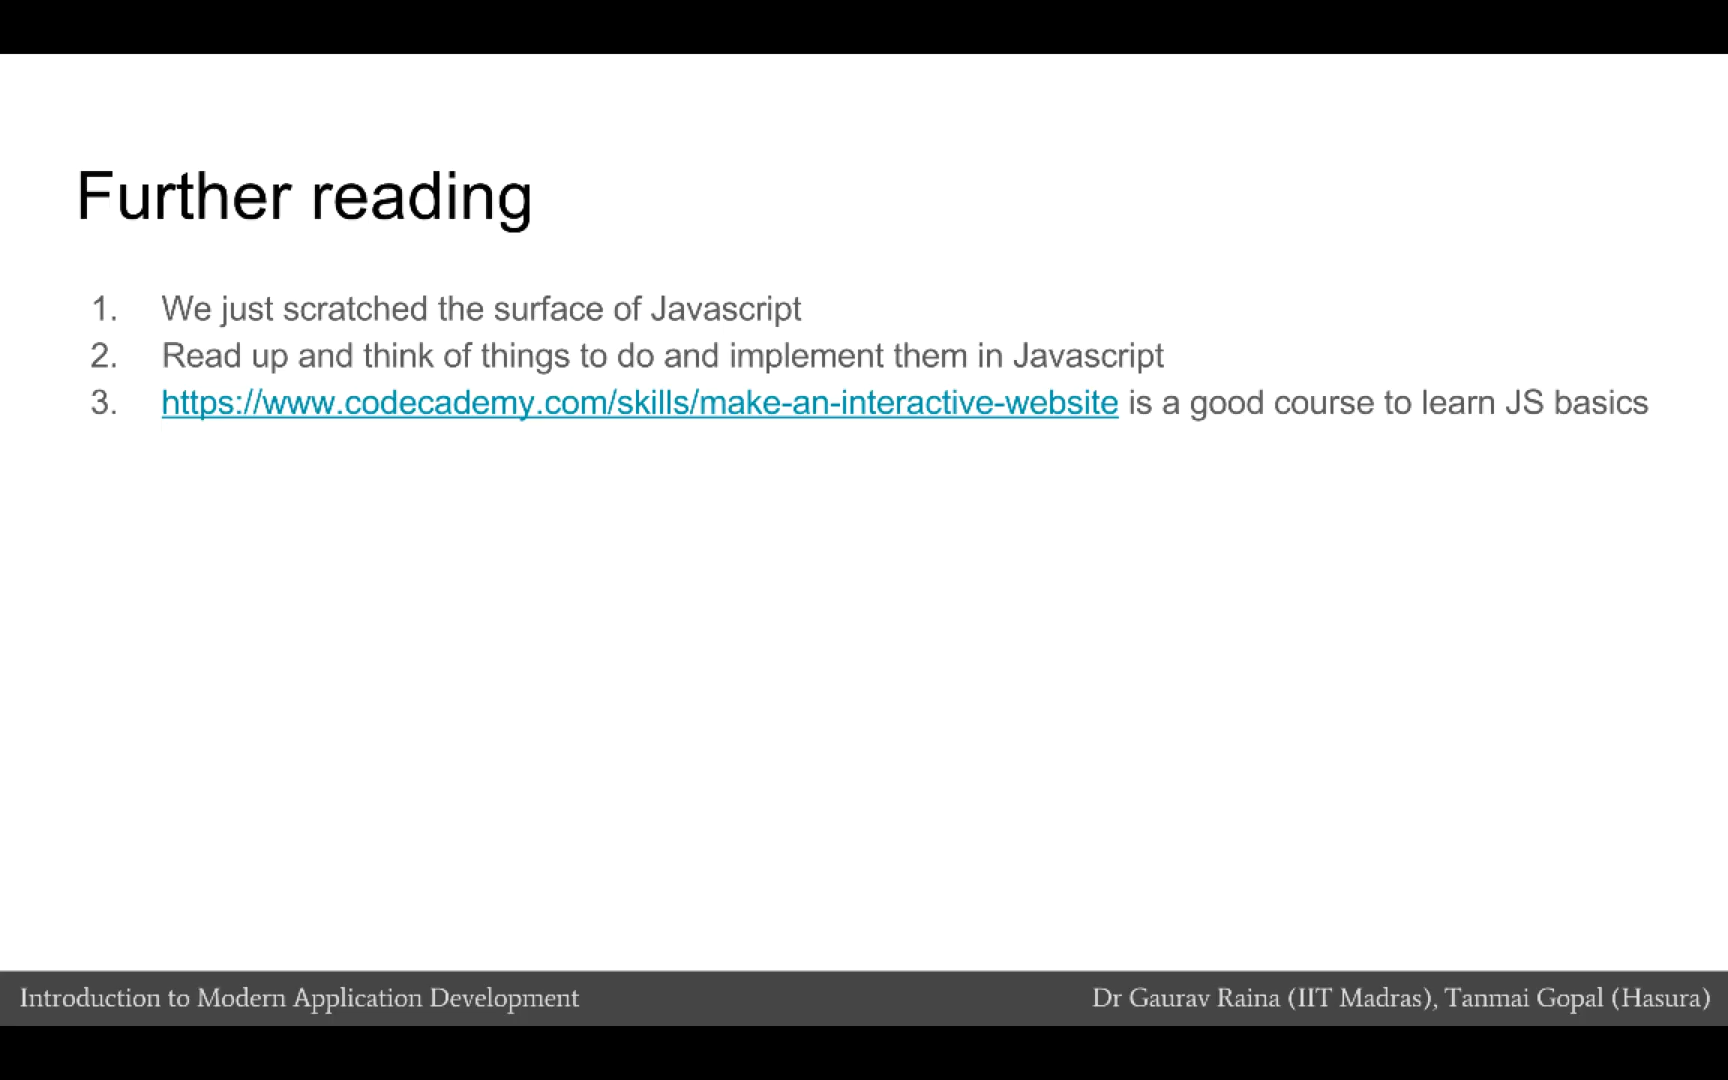 Further reading
1. We just scratched the surface of Javascript
2. Read up and think of things to do and implement them in Javascript
3. https://www.codecademy.com/skills/make-an-interactive-website is a good course to learn JS basics
Introduction to Modern Application Development
Dr Gaurav Raina (IIT Madras), Tanmai Gopal (Hasura)